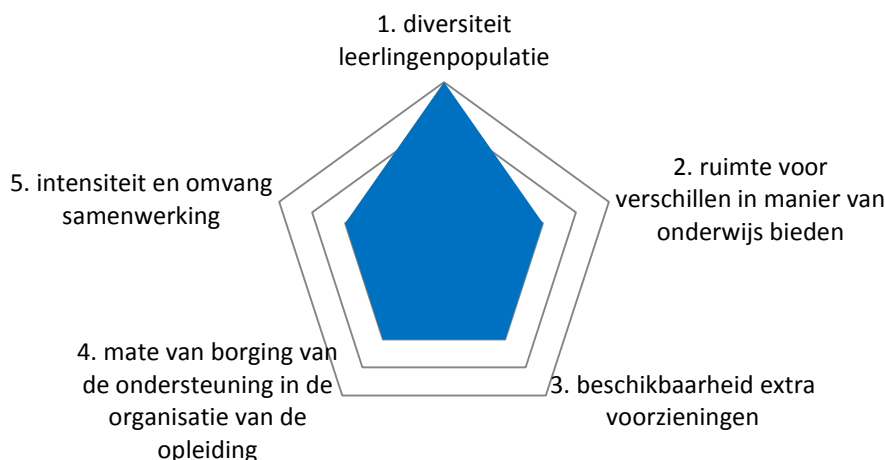 1. diversiteit
leerlingenpopulatie
2. ruimte voor
verschillen in manier van
onderwijs bieden
3. beschikbaarheid extra
voorzieningen
4. mate van borging van
de ondersteuning in de
organisatie van de
opleiding
5. intensiteit en omvang
samenwerking